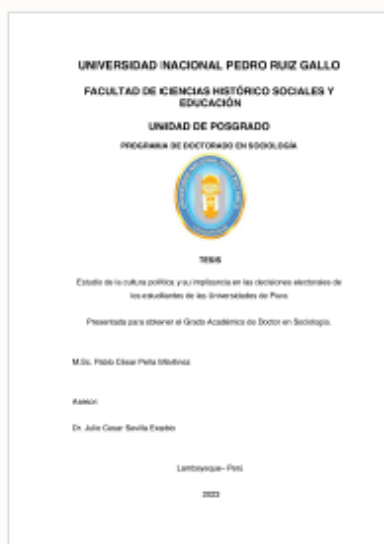 UNIVERSIDAD NACIONAL PEDRO RUIZ GALLO
FACULTAD DE CIENCIAS HISTÓRICO SOCIALES Y
EDUCACIÓN
UNIDAD DE POSGRADO
PROGRAMA DE DOCTORADO EN SOCIOLOGÍA
TESIS
Estudio de la cultura política y su implicancia en las decisiones electorales de
los estudiantes de las Universidades de Piura
Presentada para obtener el Grado Académico de Doctor en Sociología.
M.Sc. Pablo César Peña Martínez
Asesor:
Dr. Julio Cesar Sevilla Exebio
Lambayeque– Perú
2023